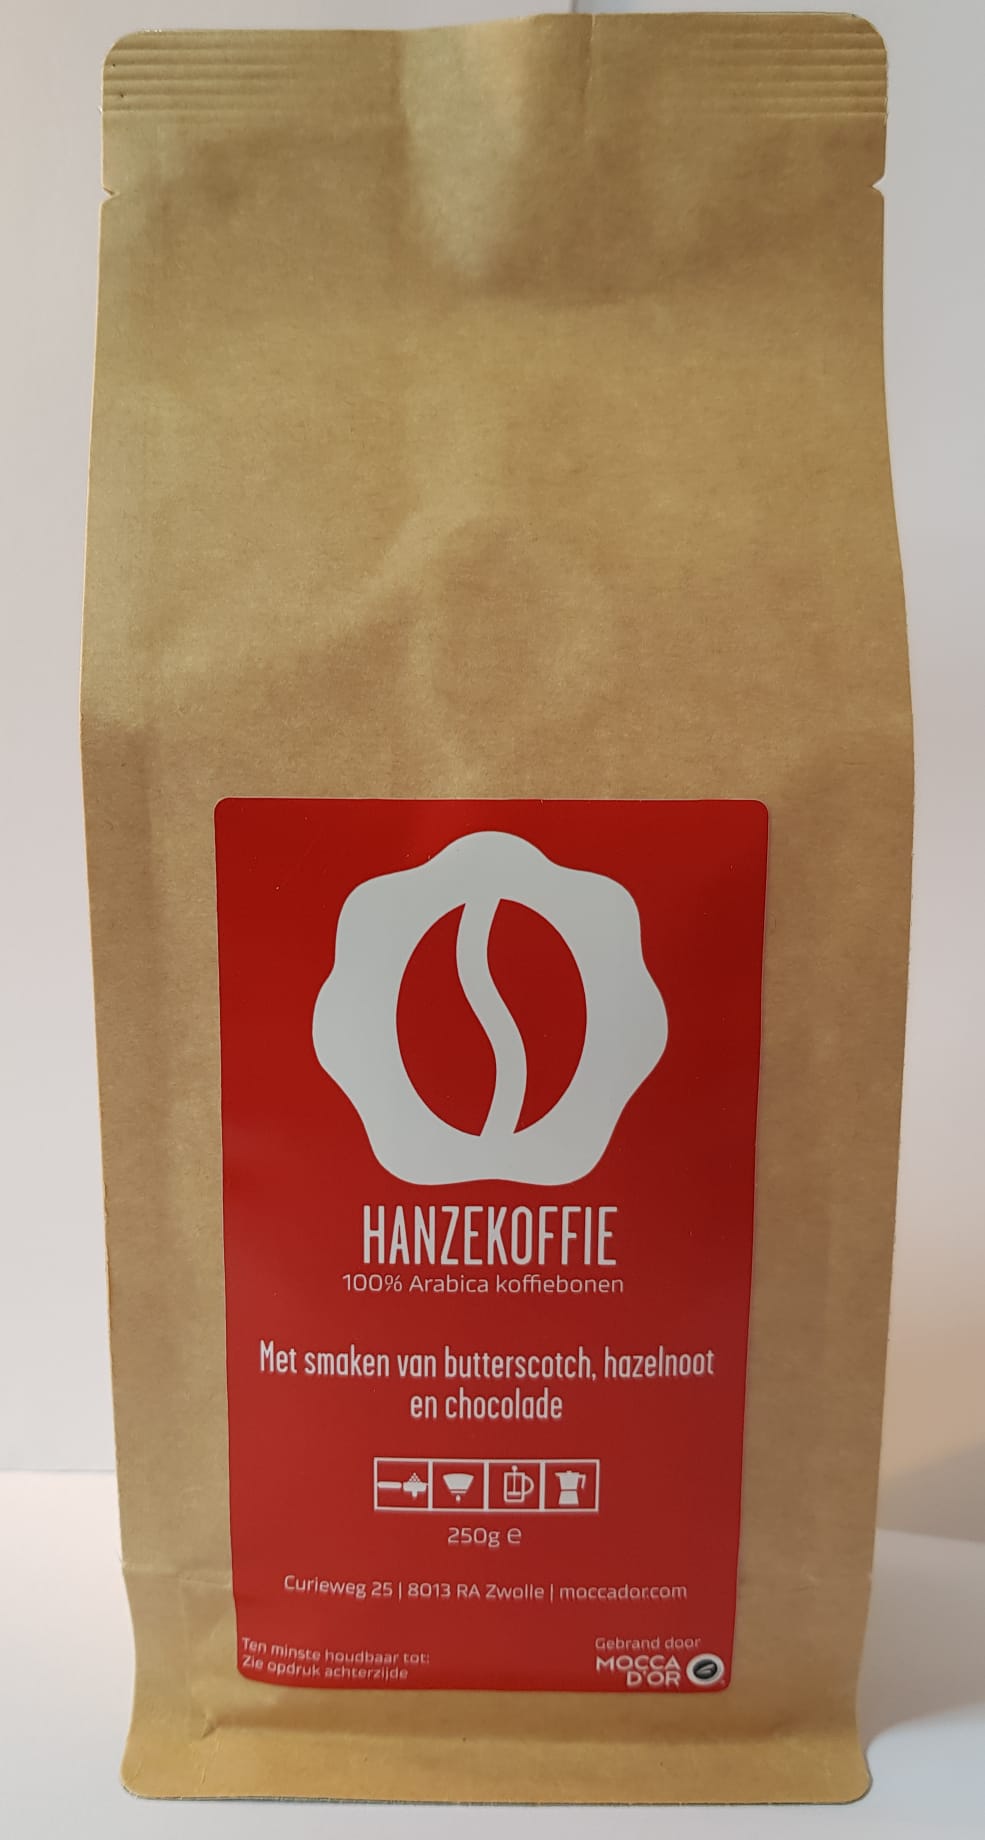 HANZEKOFFIE
100% Arabica koffiebonen
Met smaken van butterscotch, hazelnoot
en chocolade
250g e
Curieweg 25 | 8013 RA Zwolle | moccador.com
Ten minste houdbaar tot:
Zie opdruk achterzijde
Gebrand door
MOCCA
D'OR